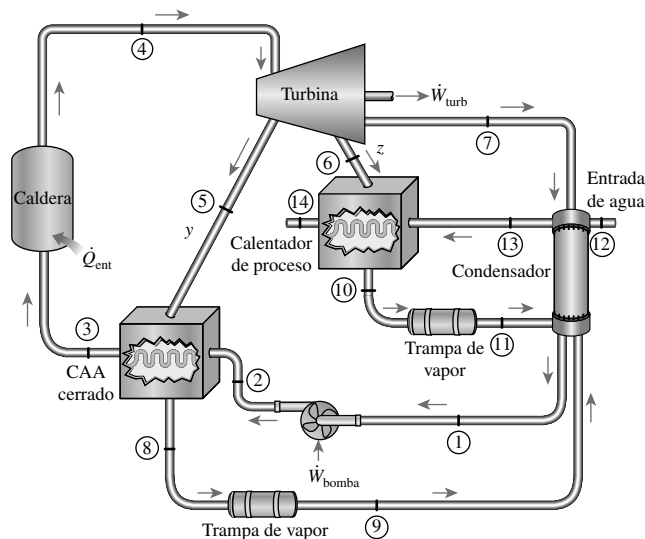 4
Turbina
Ẇturb
7
6
z
Caldera
5
14
Entrada
de agua
y
Calentador
de proceso
13
12
Q̇ent
Condensador
10
3
11
Trampa de
vapor
CAA
cerrado
2
1
8
Ẇbomba
9
Trampa de vapor